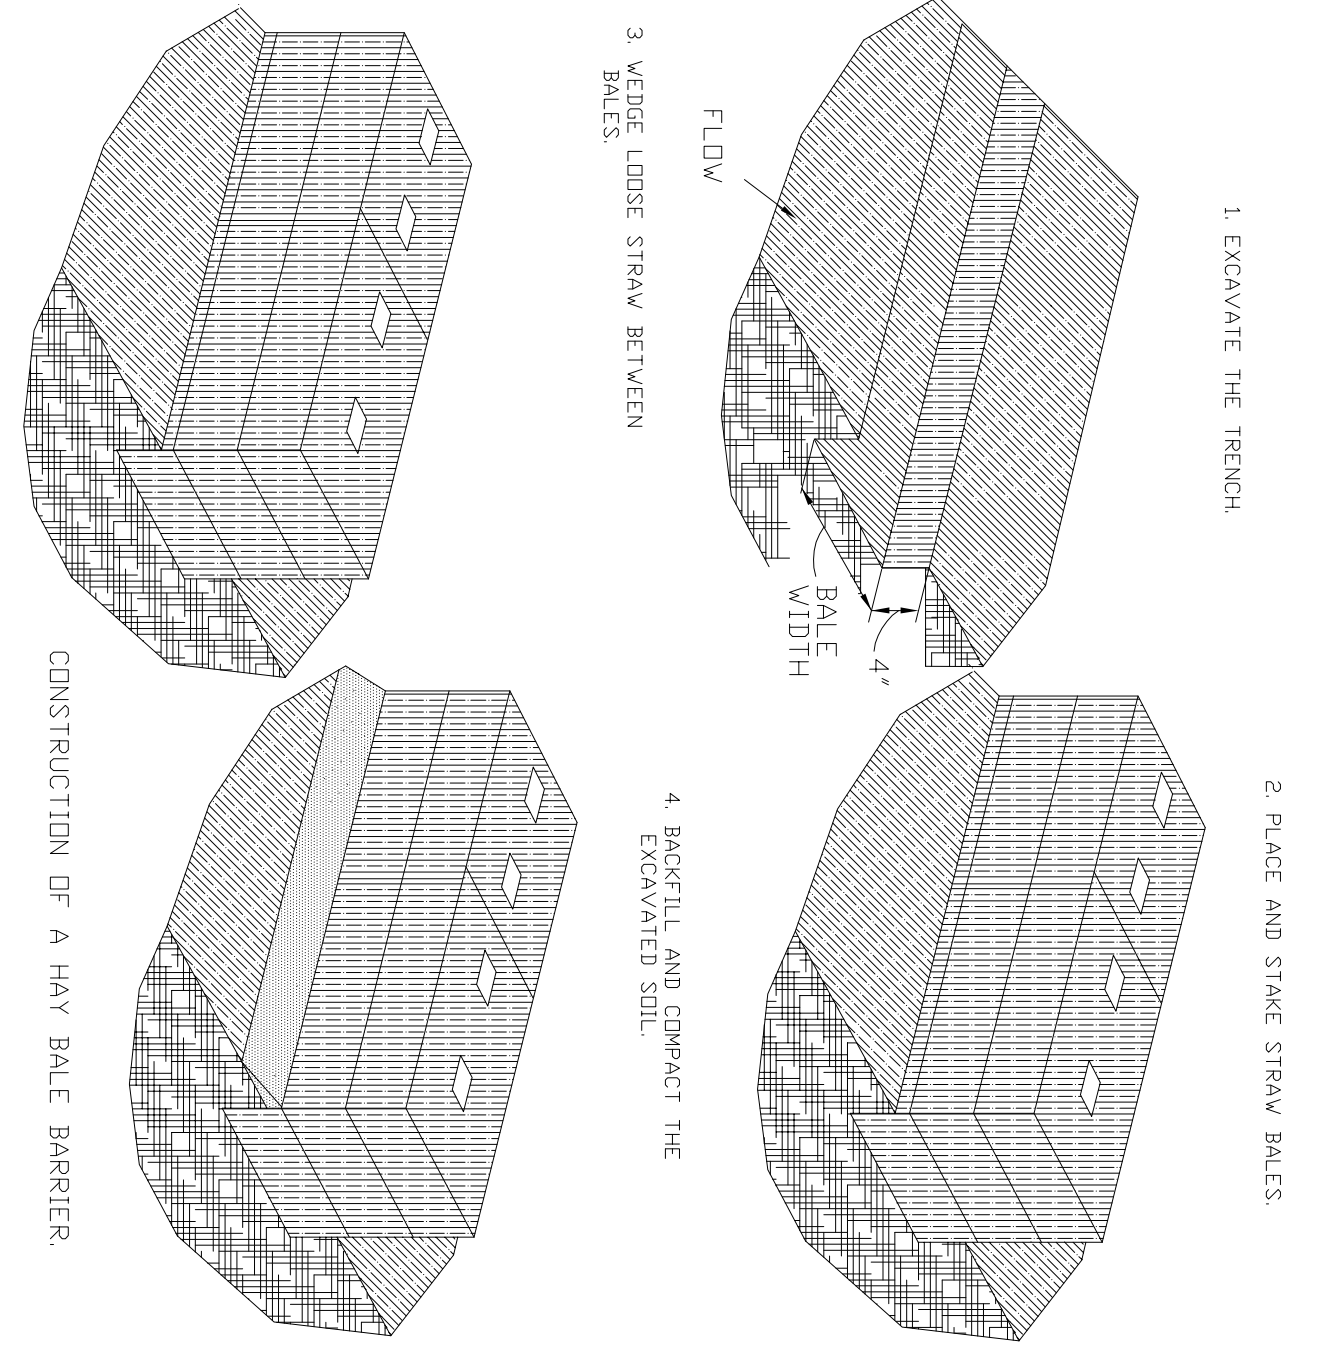 1. EXCAVATE THE TRENCH.
FLOW
BALE
WIDTH
4"
2. PLACE AND STAKE STRAW BALES.
3. WEDGE LOOSE STRAW BETWEEN
BALES.
4. BACKFILL AND COMPACT THE
EXCAVATED SOIL.
CONSTRUCTION OF A HAY BALE BARRIER.